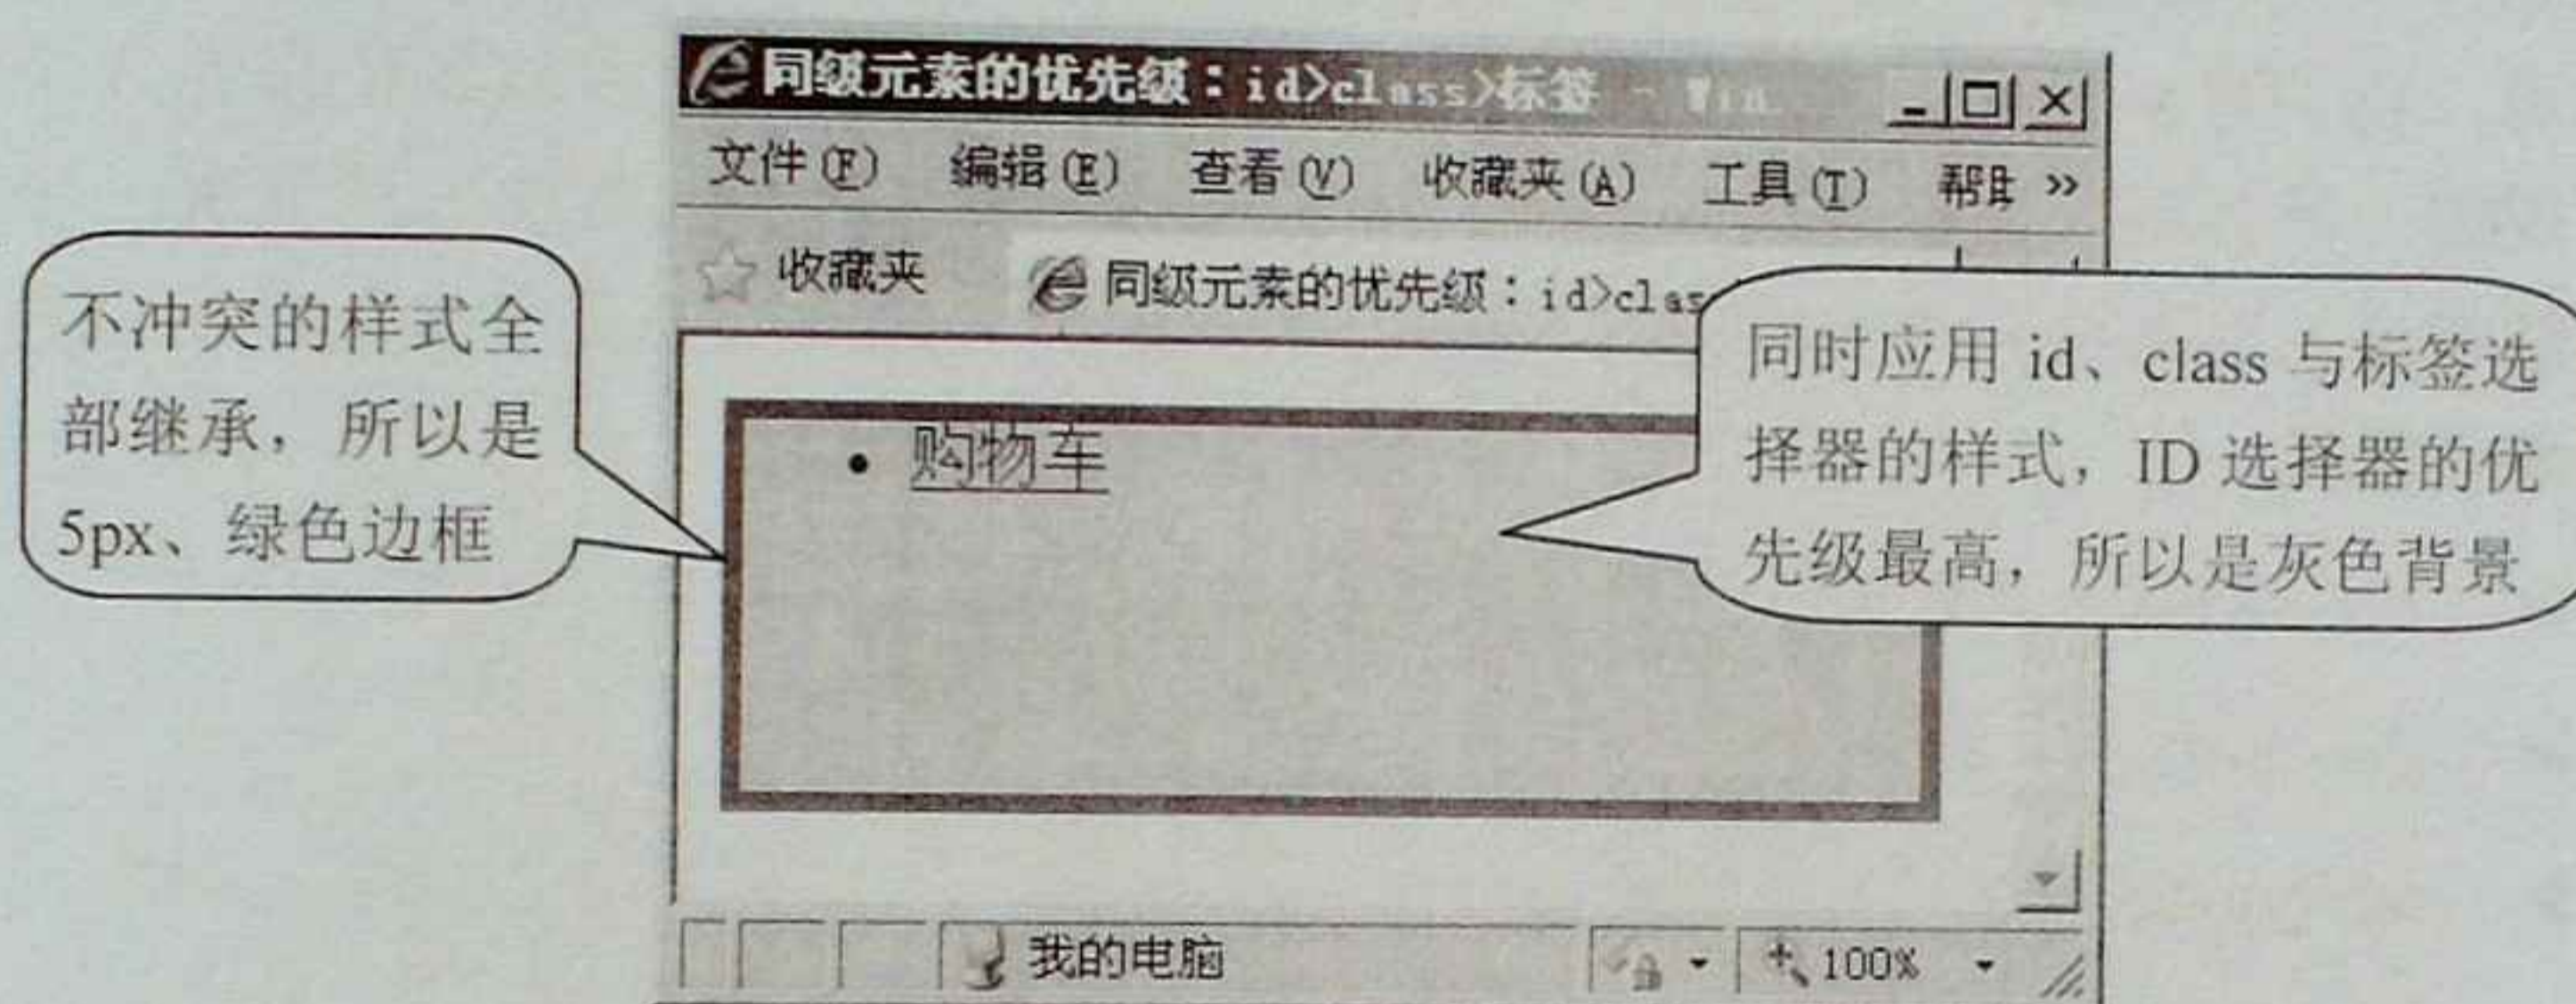 同级元素的优先级：id>class>标签 - Win
文件(F) 编辑(E) 查看(V) 收藏夹(A) 工具(T) 帮助 »
收藏夹 同级元素的优先级：id>clas
不冲突的样式全
部继承，所以是
5px、绿色边框
• 购物车
同时应用 id、class 与标签选
择器的样式，ID 选择器的优
先级最高，所以是灰色背景
我的电脑 100%